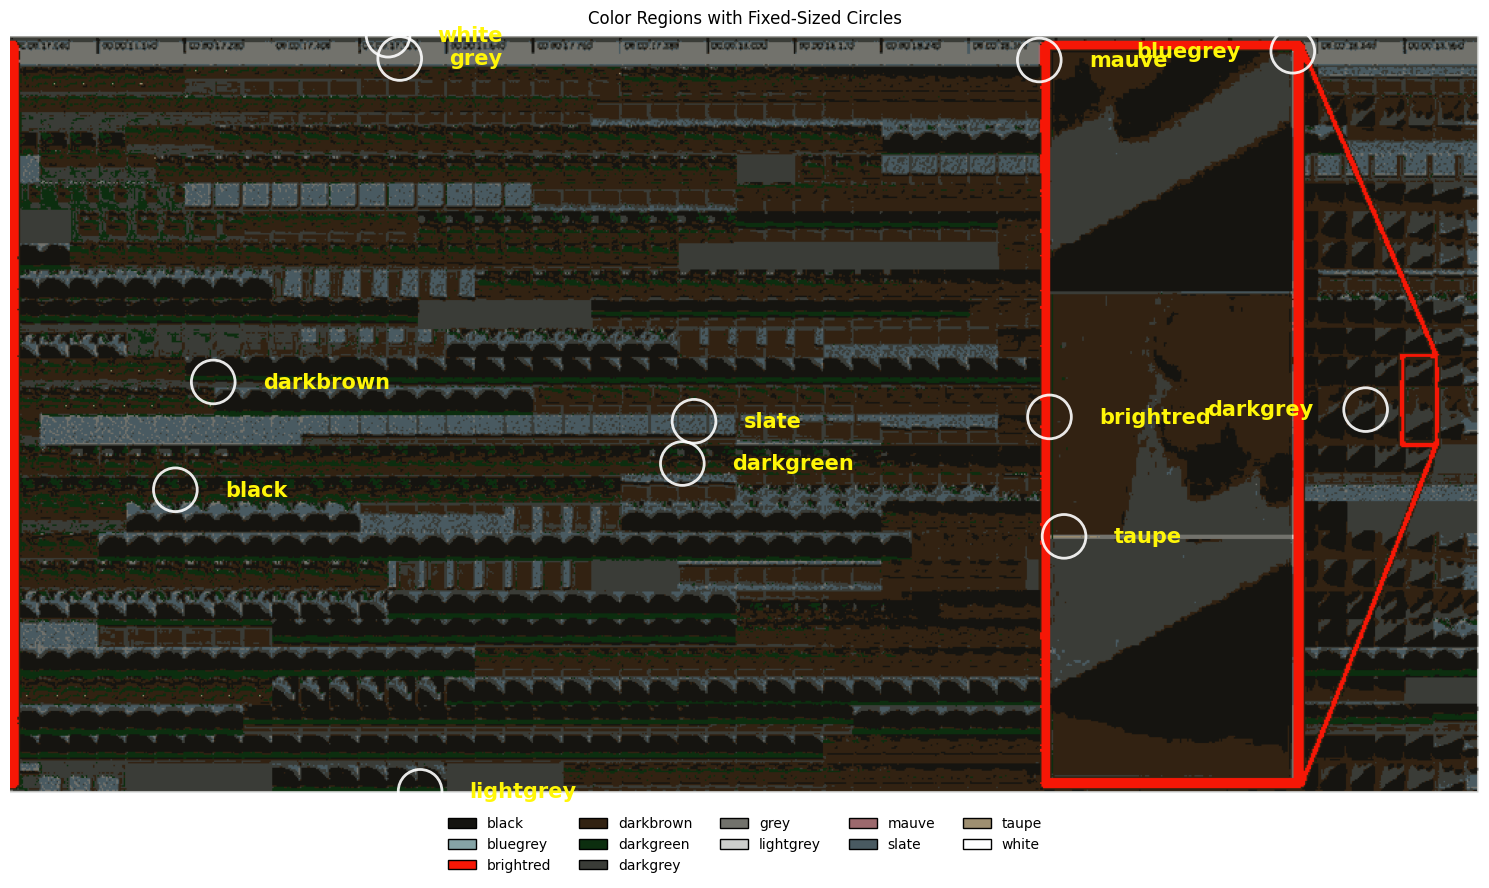 Color Regions with Fixed-Sized Circles
white
grey
mauve
bluegrey
darkbrown
slate
brightred
darkgrey
darkgreen
black
taupe
lightgrey
black
darkbrown
grey
mauve
taupe
bluegrey
darkgreen
lightgrey
slate
white
brightred
darkgrey